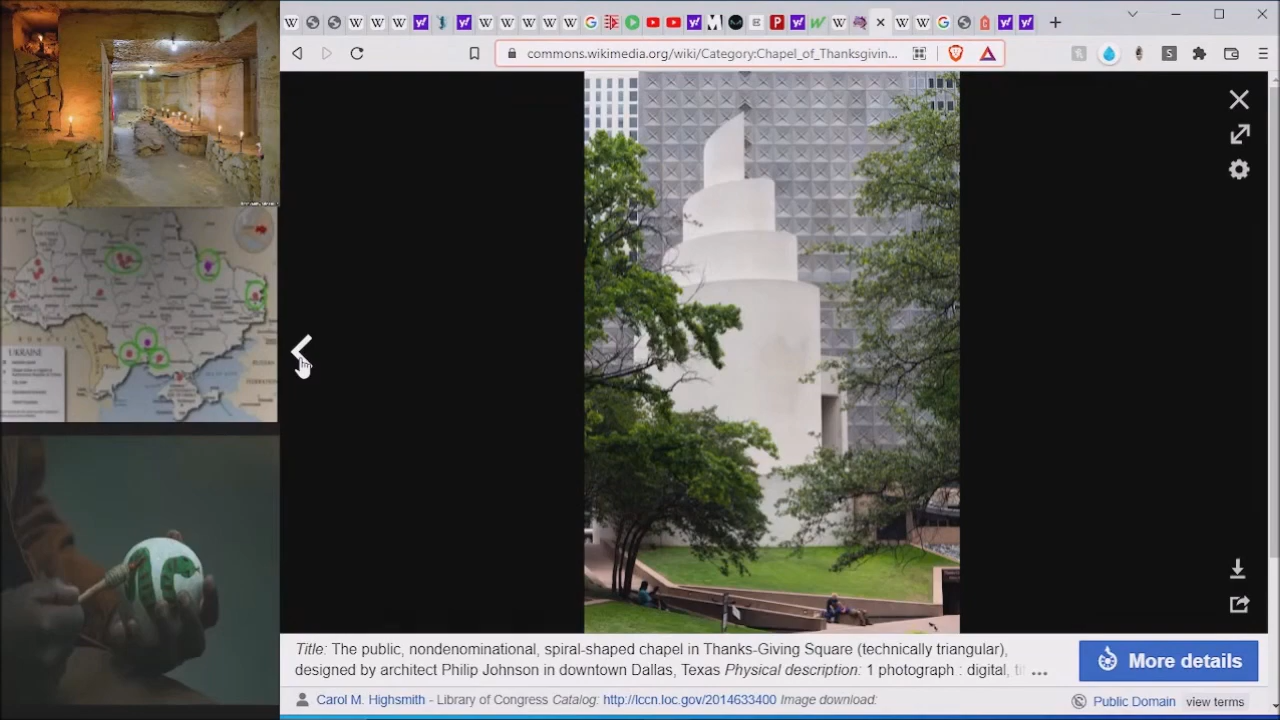 commons.wikimedia.org/wiki/Category:Chapel_of_Thanksgivin...
UKRAINE
Title: The public, nondenominational, spiral-shaped chapel in Thanks-Giving Square (technically triangular),
designed by architect Philip Johnson in downtown Dallas, Texas Physical description: 1 photograph : digital, ...
More details
Carol M. Highsmith - Library of Congress Catalog: http://lccn.loc.gov/2014633400 Image download:
Public Domain view terms